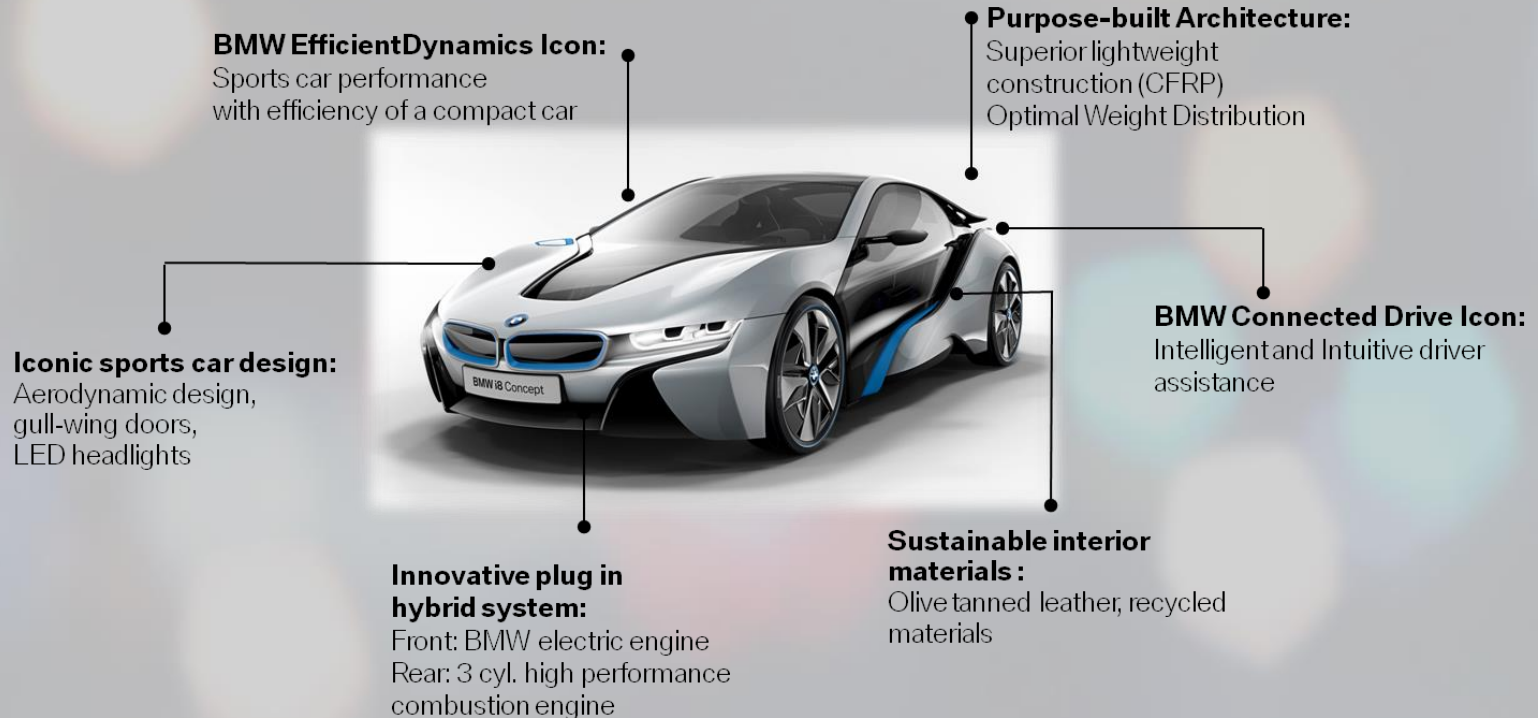 BMW EfficientDynamics Icon:
Sports car performance
with efficiency of a compact car
Purpose-built Architecture:
Superior lightweight
construction (CFRP)
Optimal Weight Distribution
Iconic sports car design:
Aerodynamic design,
gull-wing doors,
LED headlights
BMW i8 Concept
BMW Connected Drive Icon:
Intelligent and Intuitive driver
assistance
Innovative plug in
hybrid system:
Front: BMW electric engine
Rear: 3 cyl. high performance
combustion engine
Sustainable interior
materials :
Olive tanned leather, recycled
materials